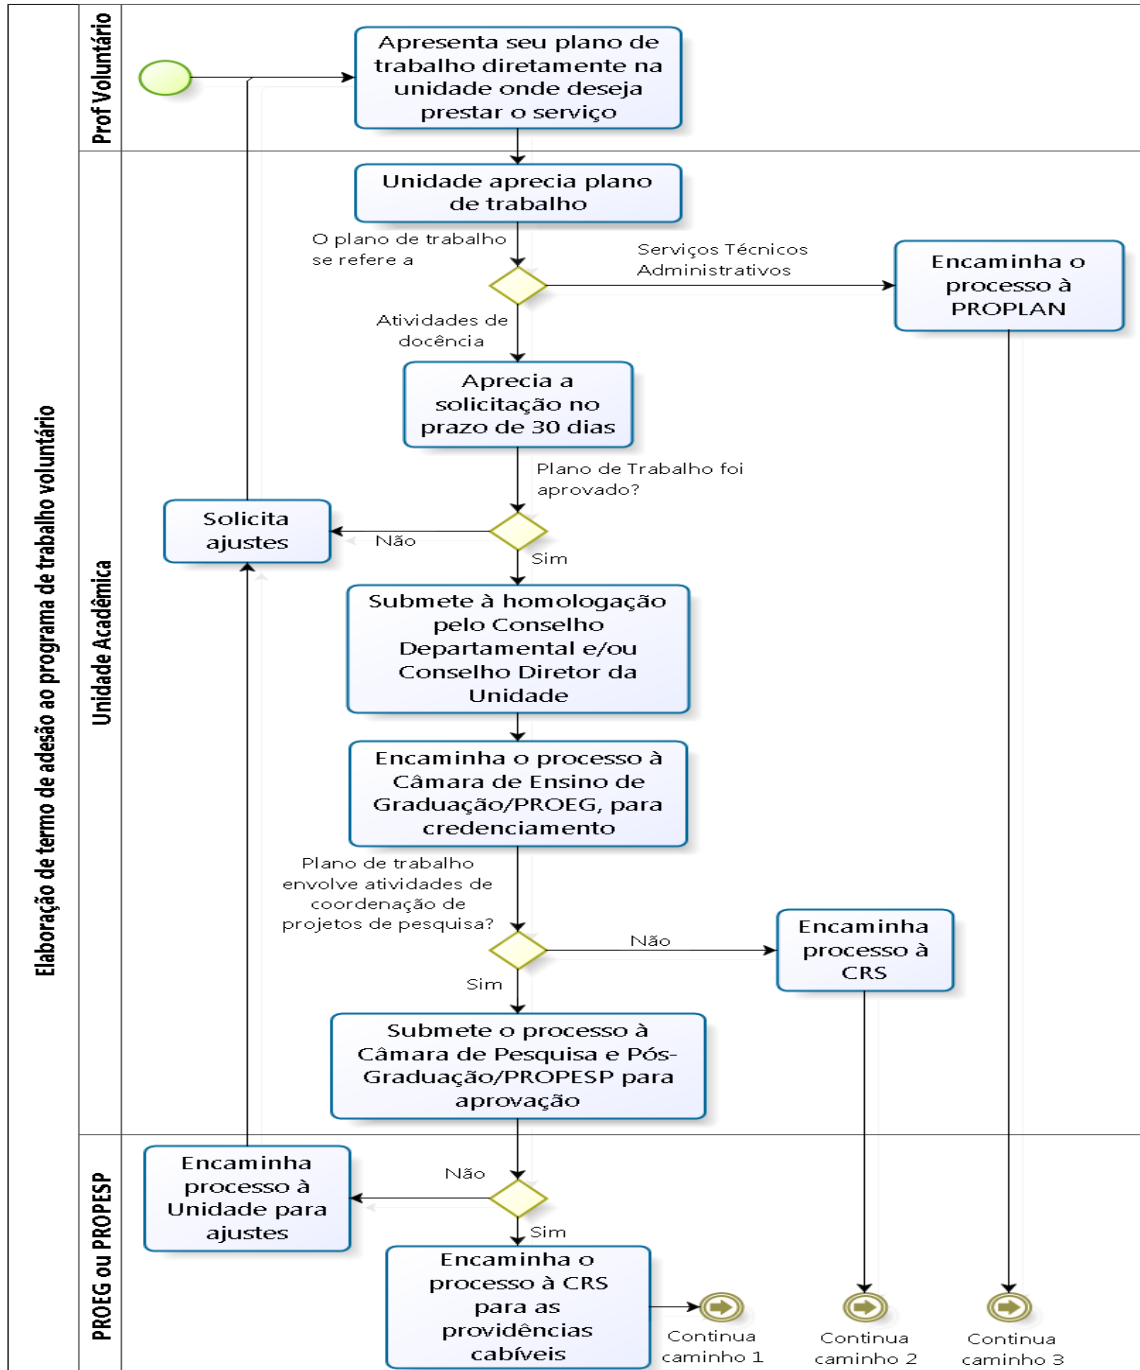 Elaboração de termo de adesão ao programa de trabalho voluntário
Prof Voluntário
Apresenta seu plano de
trabalho diretamente na
unidade onde deseja
prestar o serviço
Unidade Acadêmica
Unidade aprecia plano
de trabalho
O plano de trabalho
se refere a
Serviços Técnicos
Administrativos
Encaminha o
processo à
PROPLAN
Atividades de
docência
Aprecia a
solicitação no
prazo de 30 dias
Plano de Trabalho foi
aprovado?
Solicita
ajustes
Não
Sim
Submete à homologação
pelo Conselho
Departamental e/ou
Conselho Diretor da
Unidade
Encaminha o processo à
Câmara de Ensino de
Graduação/PROEG, para
credenciamento
Plano de trabalho
envolve atividades de
coordenação de
projetos de pesquisa?
Não
Encaminha
processo à
CRS
Sim
Submete o processo à
Câmara de Pesquisa e Pós-
Graduação/PROPESP para
aprovação
PROEG ou PROPESP
Encaminha
processo à
Unidade para
ajustes
Não
Sim
Encaminha o
processo à CRS
para as
providências
cabíveis
Continua
caminho 1
Continua
caminho 2
Continua
caminho 3